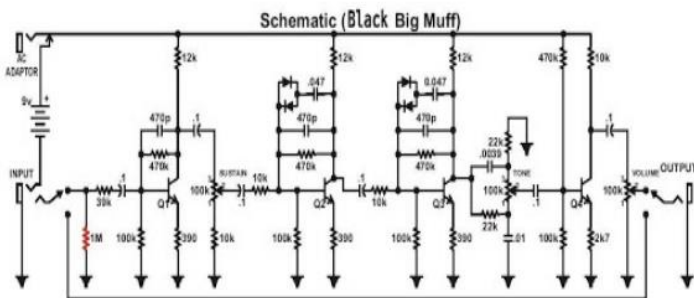 Schematic (Black Big Muff)
AC
ADAPTOR
9v
+
12k
.047
12k
0.047
470k
10k
470p
.1
470p
470p
22k
.0039
.1
470k
470k
470k
INPUT
.1
39k
Q1
SUSTAIN
100k
.1
10k
Q2
.1
10k
Q3
TONE
100k
.1
Q4
VOLUME
100k
OUTPUT
22k
1M
100k
390
10k
100k
390
100k
390
.01
100k
2k7